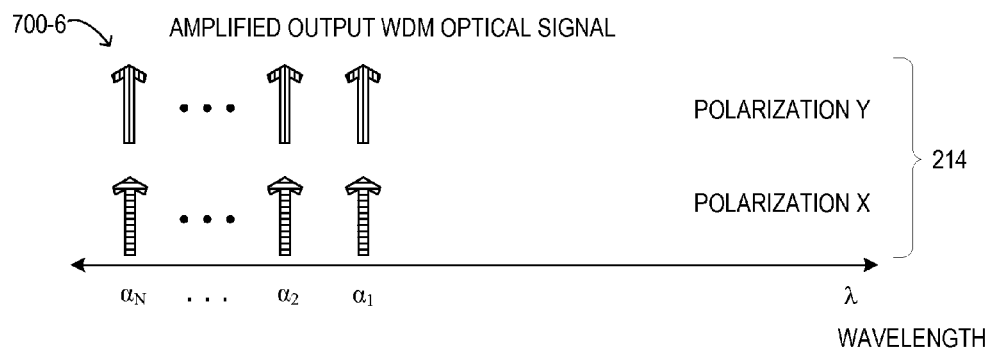 700-6
AMPLIFIED OUTPUT WDM OPTICAL SIGNAL
POLARIZATION Y
214
POLARIZATION X
αN . . . α2 α1 λ
WAVELENGTH